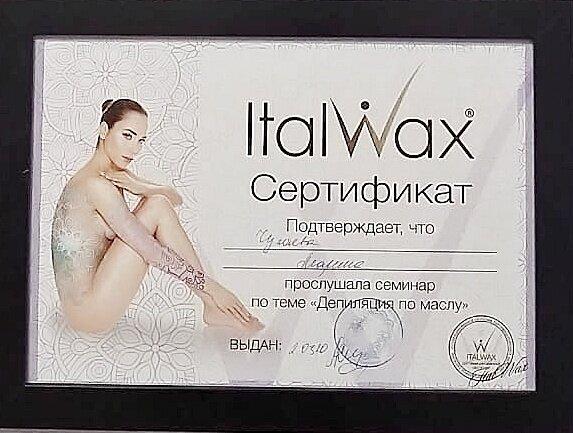 ItalWax®
Сертификат
Подтверждает, что
прослушала семинар
по теме «Депиляция по маслу»
ВЫДАН:
ITALWAX